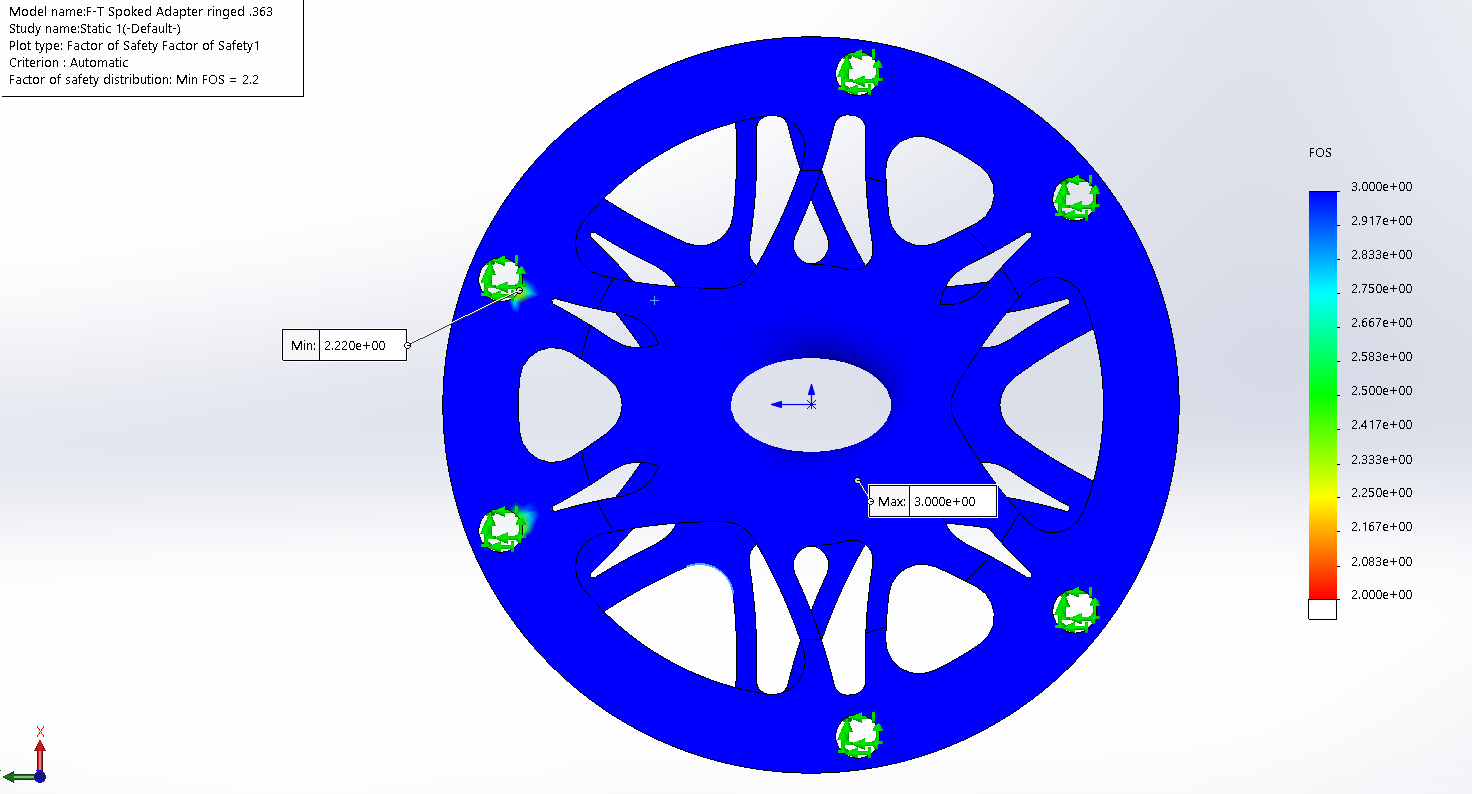 Model name:F-T Spoked Adapter ringed .363
Study name:Static 1(-Default-)
Plot type: Factor of Safety Factor of Safety1
Criterion : Automatic
Factor of safety distribution: Min FOS = 2.2
FOS
3.000e+00
2.917e+00
2.833e+00
2.750e+00
2.667e+00
2.583e+00
2.500e+00
2.417e+00
2.333e+00
2.250e+00
2.167e+00
2.083e+00
2.000e+00
Min: 2.220e+00
Max: 3.000e+00
X